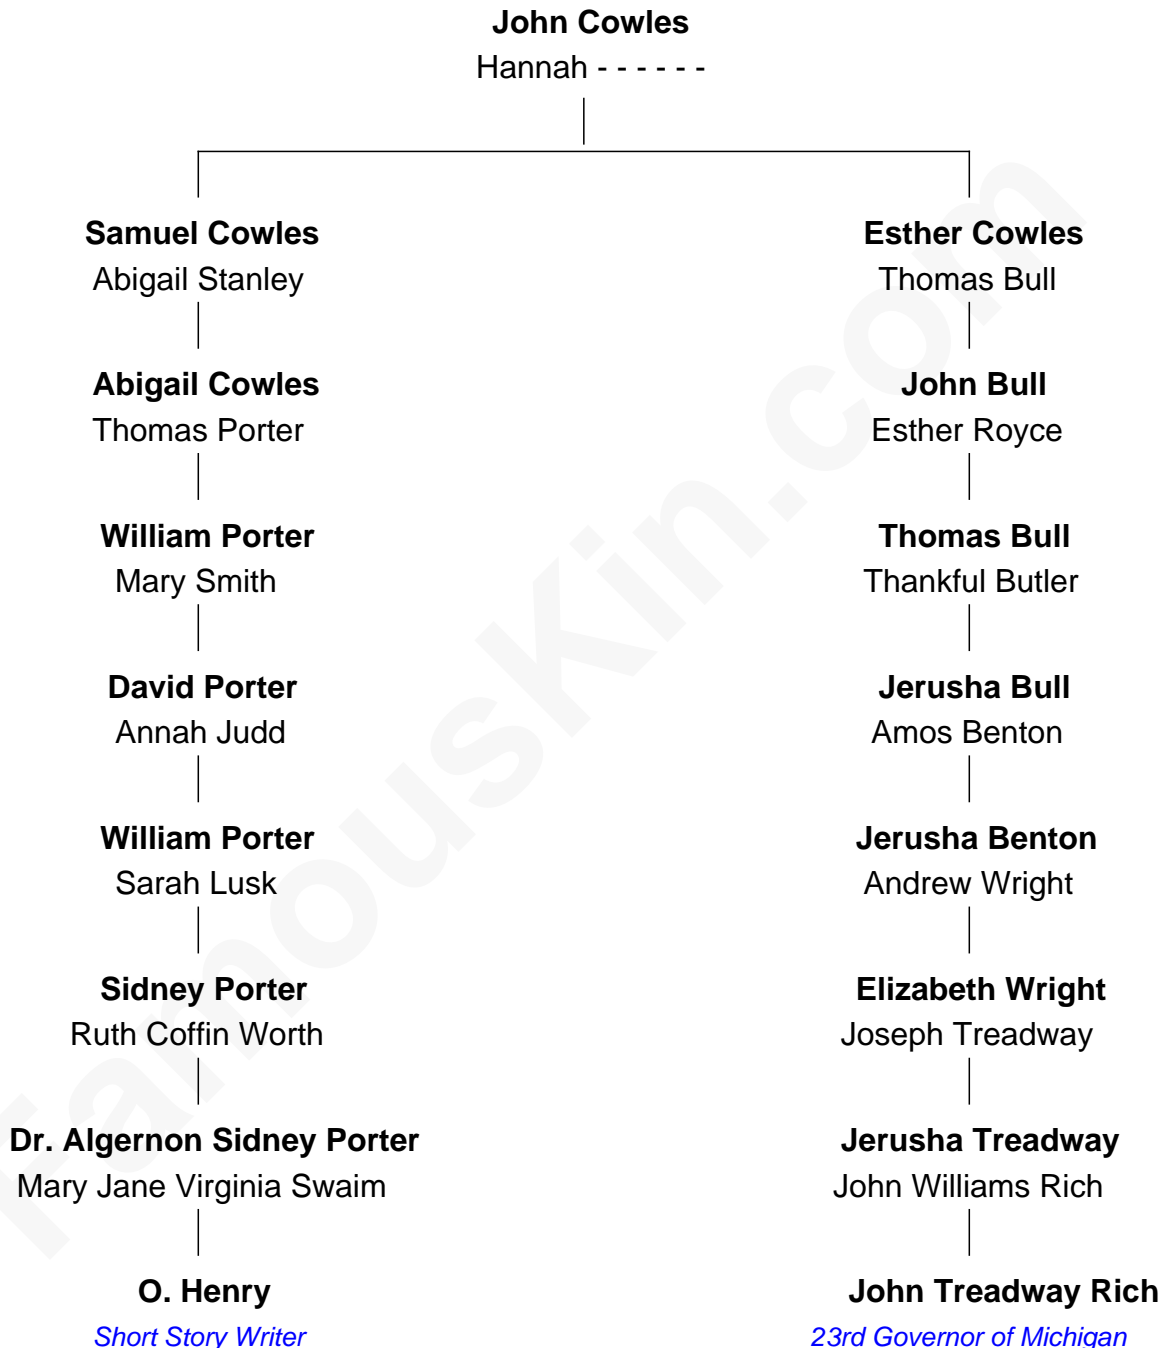 John Cowles
Hannah - - - - - -
Samuel Cowles
Abigail Stanley
Esther Cowles
Thomas Bull
Abigail Cowles
Thomas Porter
John Bull
Esther Royce
William Porter
Mary Smith
Thomas Bull
Thankful Butler
David Porter
Annah Judd
Jerusha Bull
Amos Benton
William Porter
Sarah Lusk
Jerusha Benton
Andrew Wright
Sidney Porter
Ruth Coffin Worth
Elizabeth Wright
Joseph Treadway
Dr. Algernon Sidney Porter
Mary Jane Virginia Swaim
Jerusha Treadway
John Williams Rich
O. Henry
Short Story Writer
John Treadway Rich
23rd Governor of Michigan
FamousKin.com